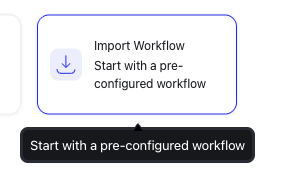 Import Workflow
Start with a pre-
configured workflow
Start with a pre-configured workflow